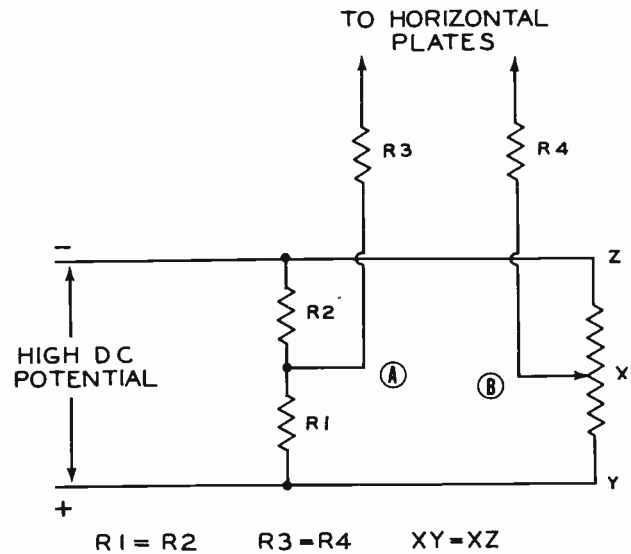 TO HORIZONTAL
PLATES
R3
R4
−
Z
R2
HIGH DC
POTENTIAL
A
B
X
R1
+
Y
R1=R2 R3=R4 XY=XZ